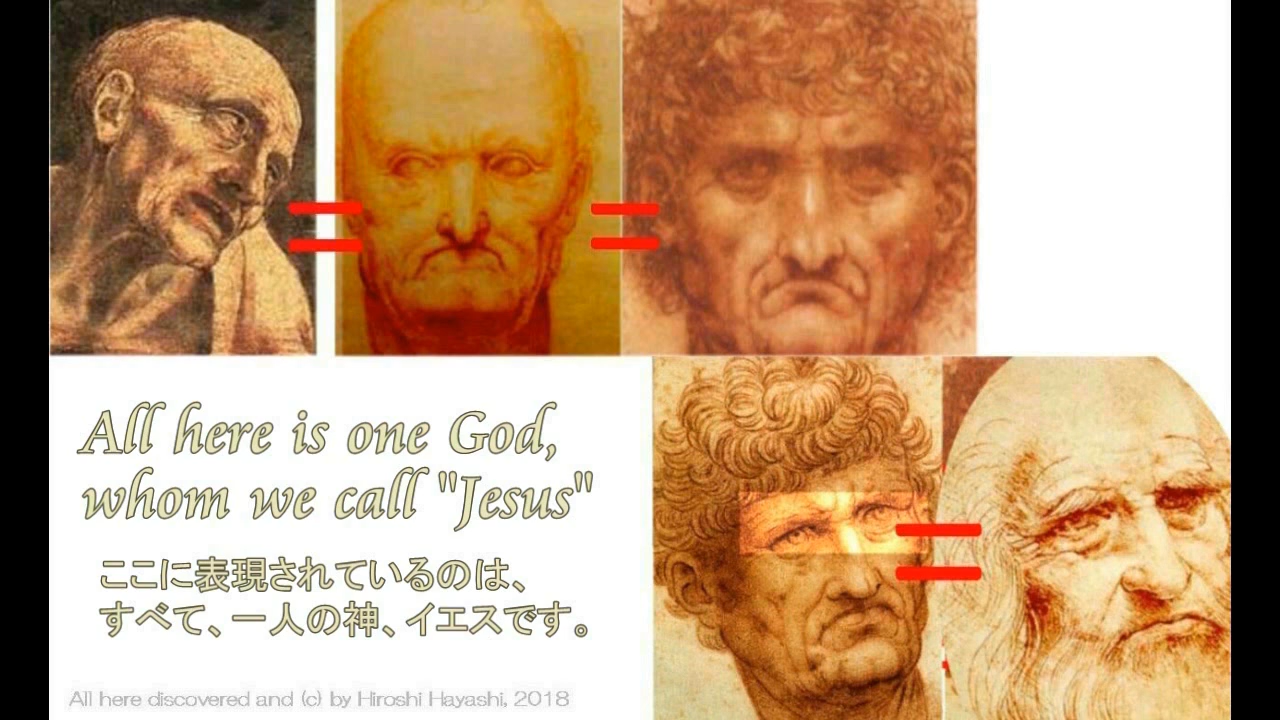 All here is one God,
whom we call "Jesus"
ここに表現されているのは、
すべて、一人の神、イエスです。
All here discovered and (c) by Hiroshi Hayashi, 2018